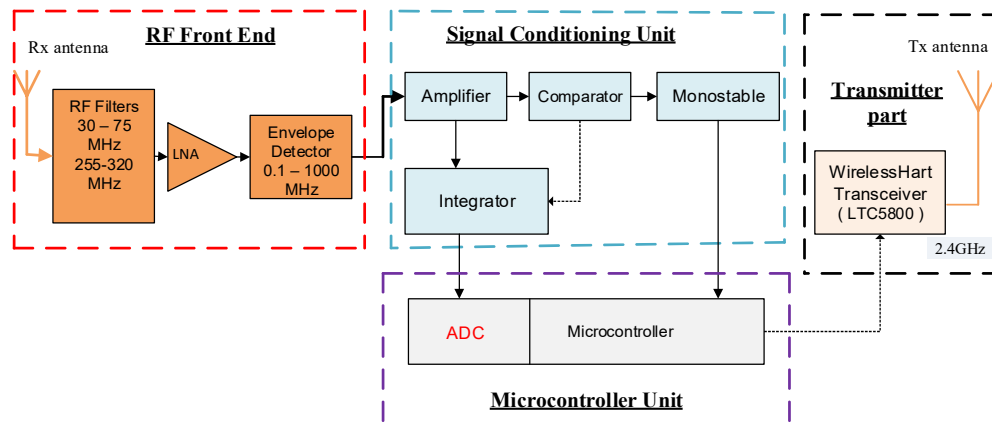 RF Front End
Rx antenna
RF Filters
30 – 75
MHz
255-320
MHz
LNA
Envelope
Detector
0.1 – 1000
MHz
Signal Conditioning Unit
Amplifier
Comparator
Monostable
Integrator
Tx antenna
Transmitter
part
WirelessHart
Transceiver
( LTC5800 )
2.4GHz
ADC
Microcontroller
Microcontroller Unit